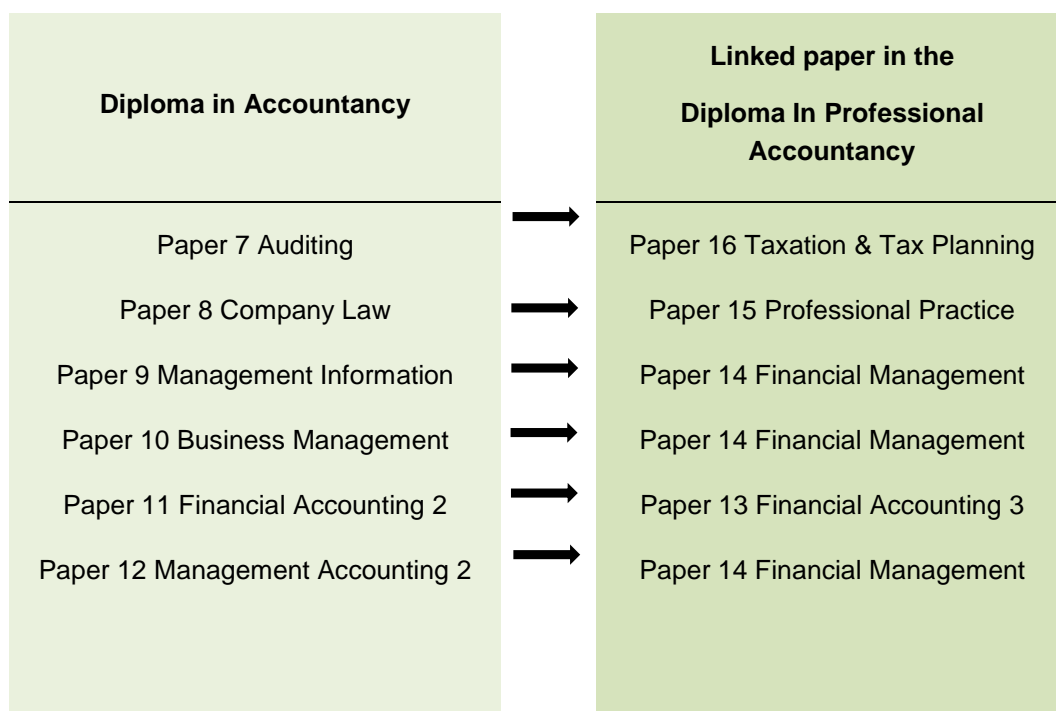 Diploma in Accountancy
Linked paper in the
Diploma In Professional
Accountancy
Paper 7 Auditing
Paper 16 Taxation & Tax Planning
Paper 8 Company Law
Paper 15 Professional Practice
Paper 9 Management Information
Paper 14 Financial Management
Paper 10 Business Management
Paper 14 Financial Management
Paper 11 Financial Accounting 2
Paper 13 Financial Accounting 3
Paper 12 Management Accounting 2
Paper 14 Financial Management